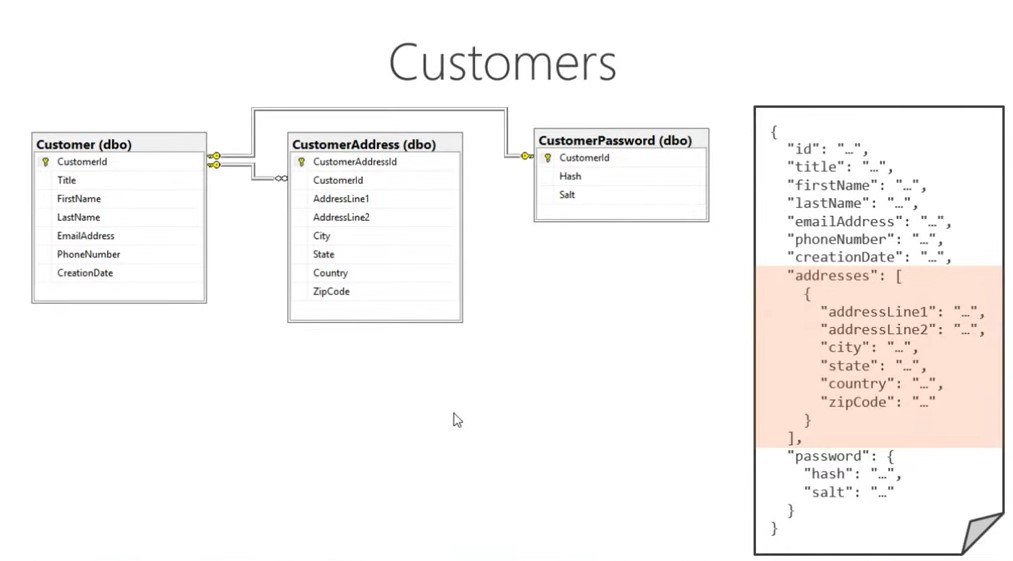 Customers
Customer (dbo)
CustomerId
Title
FirstName
LastName
EmailAddress
PhoneNumber
CreationDate
CustomerAddress (dbo)
CustomerAddressId
CustomerId
AddressLine1
AddressLine2
City
State
Country
ZipCode
CustomerPassword (dbo)
CustomerId
Hash
Salt
{
"id": "…",
"title": "…",
"firstName": "…",
"lastName": "…",
"emailAddress": "…",
"phoneNumber": "…",
"creationDate": "…",
"addresses": [
{
"addressLine1": "…",
"addressLine2": "…",
"city": "…",
"state": "…",
"country": "…",
"zipCode": "…"
}
],
"password": {
"hash": "…",
"salt": "…"
}
}